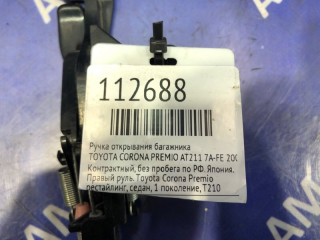 112688
Ручка открывания багажника
TOYOTA CORONA PREMIO AT211 7A-FE 200
Контрактный, без пробега по РФ. Япония.
Правый руль. Toyota Corona Premio
рестайлинг, седан, 1 поколение, T210